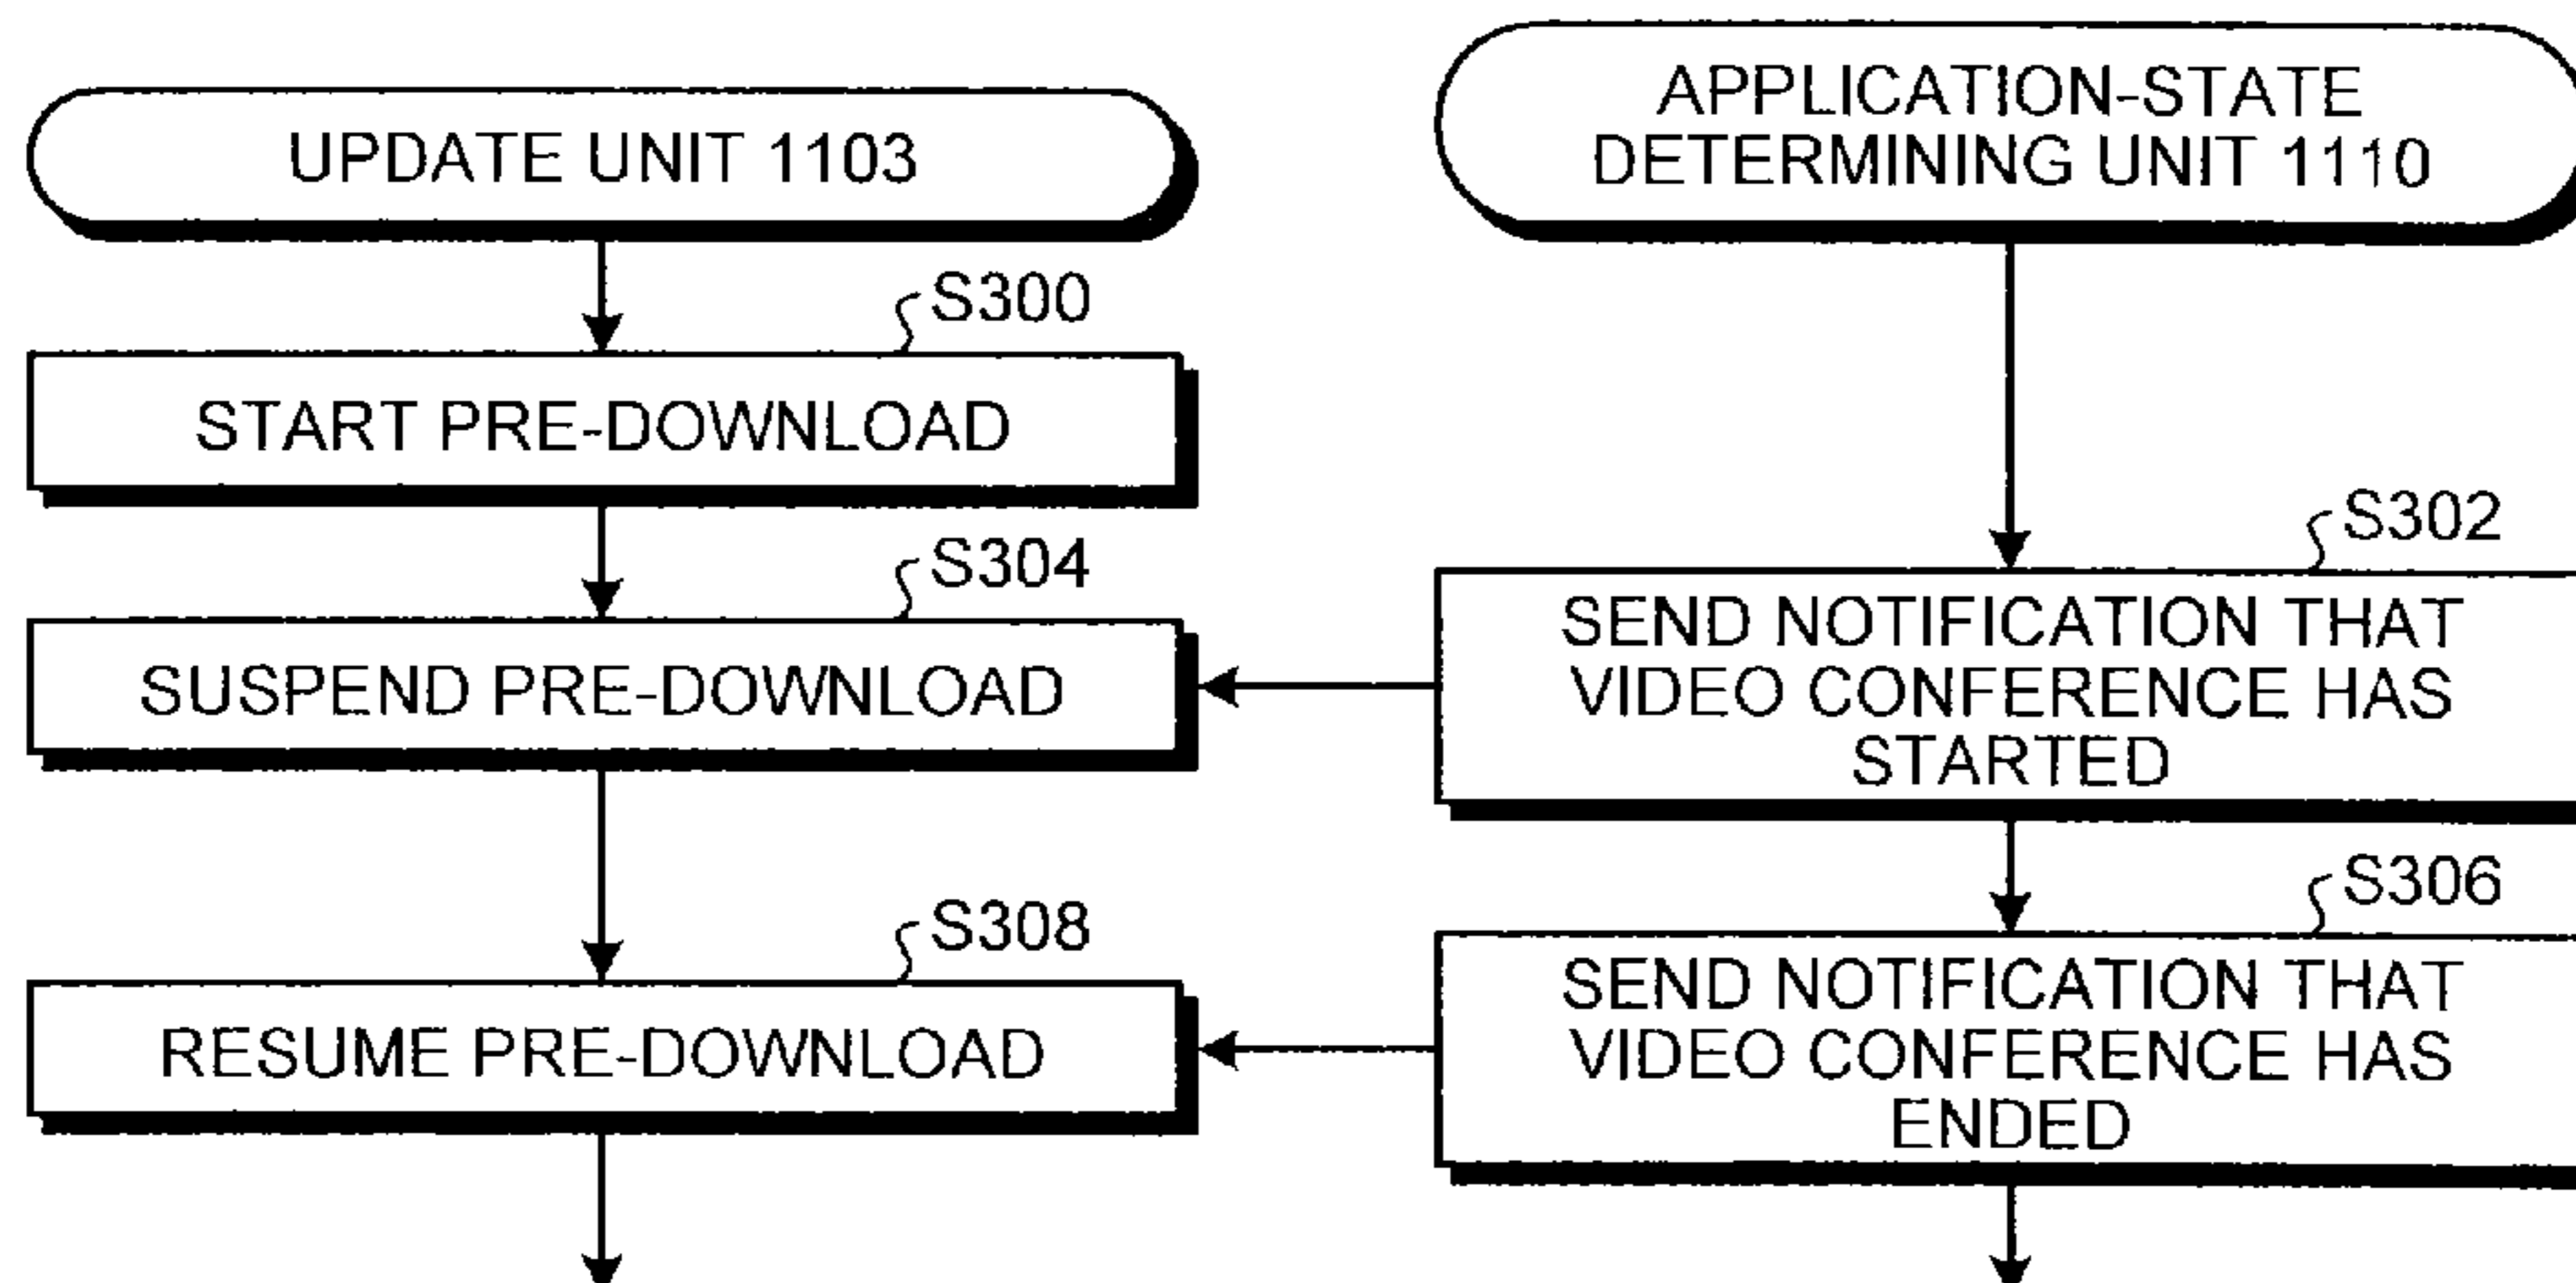 UPDATE UNIT 1103
APPLICATION-STATE
DETERMINING UNIT 1110
S300
START PRE-DOWNLOAD
S302
SEND NOTIFICATION THAT
VIDEO CONFERENCE HAS
STARTED
S304
SUSPEND PRE-DOWNLOAD
S306
SEND NOTIFICATION THAT
VIDEO CONFERENCE HAS
ENDED
S308
RESUME PRE-DOWNLOAD